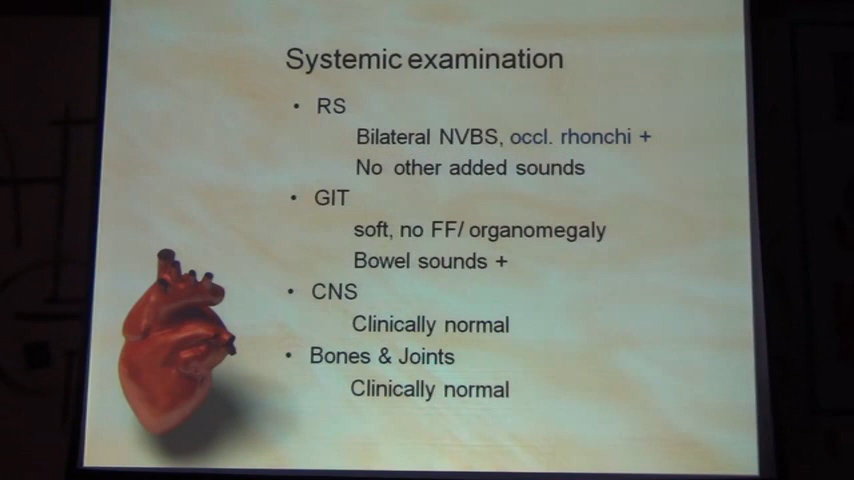 Systemic examination
• RS
Bilateral NVBS, occl. rhonchi +
No other added sounds
• GIT
soft, no FF/ organomegaly
Bowel sounds +
• CNS
Clinically normal
• Bones & Joints
Clinically normal